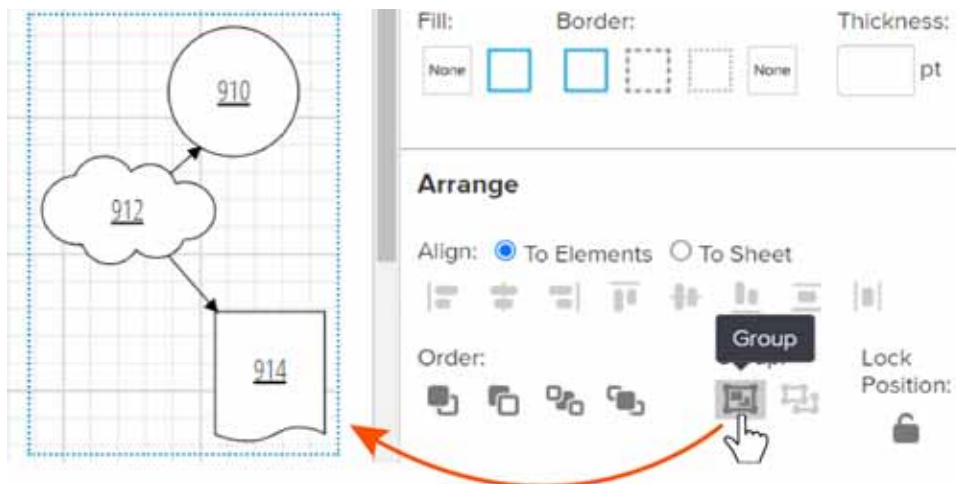 910
912
914
Fill:
Border:
Thickness:
None
None
pt
Arrange
Align:
To Elements
To Sheet
Group
Order:
Lock
Position: